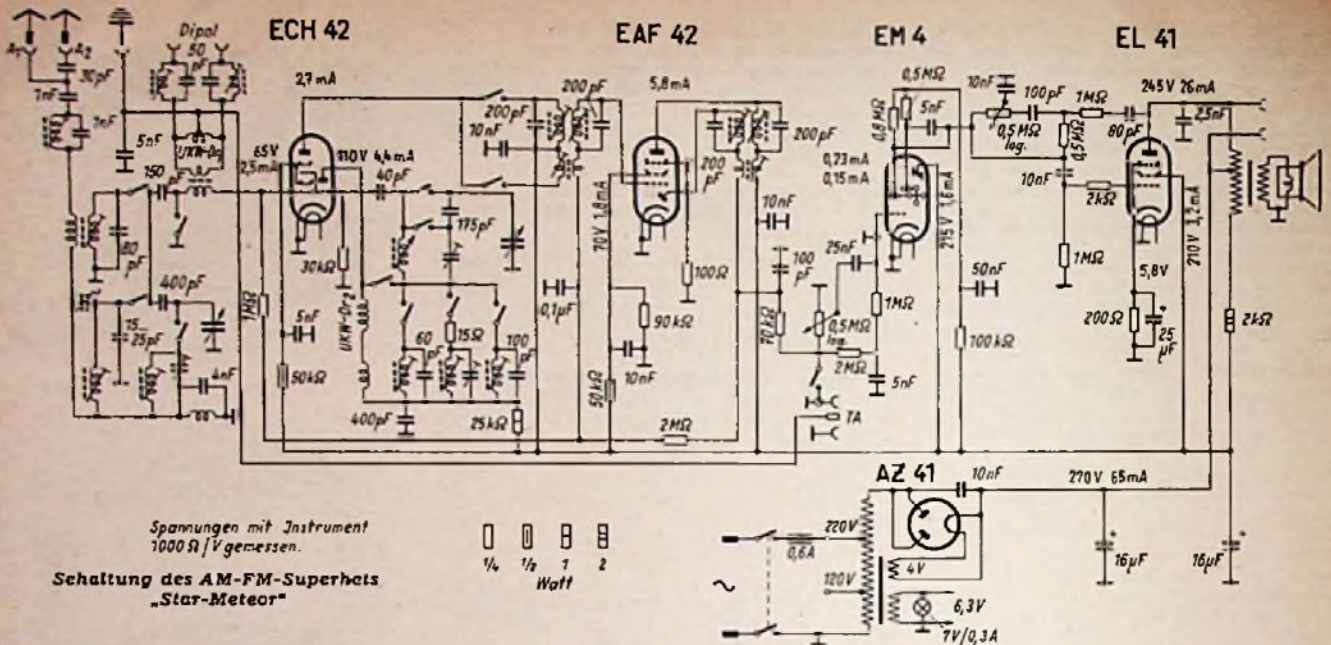 ECH 42
EAF 42
EM 4
EL 41
A1
A2
30pF
1nF
1nF
Dipol
50
pF
5nF
UKW-Dr1
150
pF
80
pF
400pF
15
25pF
4nF
2,7mA
65V
2,5mA
110V
4,4mA
40pF
30kΩ
1MΩ
5nF
50kΩ
UKW-Dr2
175pF
60
pF
15Ω
100
pF
400pF
25kΩ
200pF
10nF
200pF
0,1µF
5,8mA
70V 1,8mA
200
pF
200pF
100Ω
90kΩ
10nF
50kΩ
2MΩ
10nF
100
pF
70kΩ
0,5MΩ
log.
25nF
1MΩ
2MΩ
5nF
TA
0,5MΩ
0,8MΩ
5nF
0,73mA
0,15mA
215V 1,6mA
50nF
100kΩ
10nF
100pF
0,5MΩ
log.
0,5MΩ
1MΩ
80pF
10nF
2kΩ
1MΩ
245V 26mA
2,5nF
210V 3,2mA
5,8V
200Ω
25
µF
2kΩ
AZ 41
10nF
270V 65mA
16µF
16µF
220V
0,6A
120V
4V
6,3V
7V/0,3A
Spannungen mit Instrument
1000 Ω/V gemessen.
1/4 1/2 1 2
Watt
Schaltung des AM-FM-Superhets
„Star-Meteor“